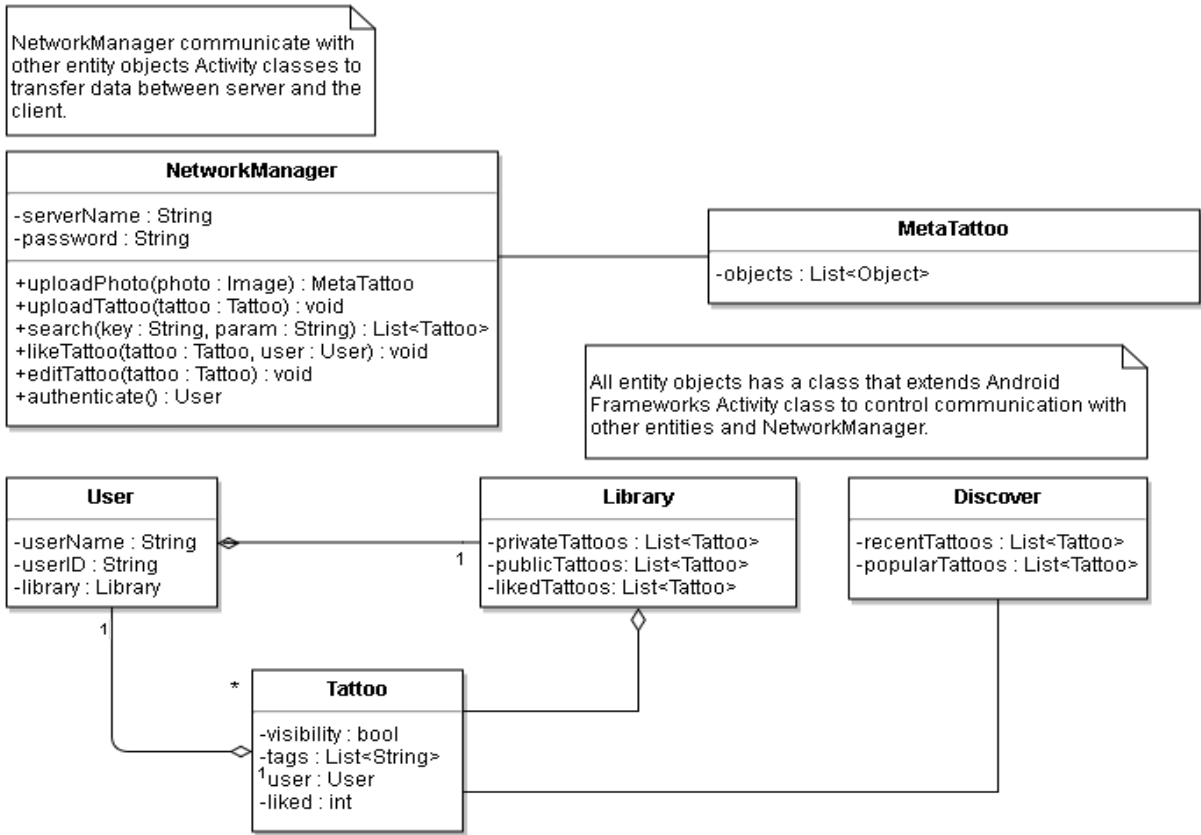 NetworkManager communicate with
other entity objects Activity classes to
transfer data between server and the
client.
NetworkManager
-serverName : String
-password : String
+uploadPhoto(photo : Image) : MetaTattoo
+uploadTattoo(tattoo : Tattoo) : void
+search(key : String, param : String) : List<Tattoo>
+likeTattoo(tattoo : Tattoo, user : User) : void
+editTattoo(tattoo : Tattoo) : void
+authenticate() : User
MetaTattoo
-objects : List<Object>
All entity objects has a class that extends Android
Frameworks Activity class to control communication with
other entities and NetworkManager.
User
-userName : String
-userID : String
-library : Library
1
Library
-privateTattoos : List<Tattoo>
-publicTattoos: List<Tattoo>
-likedTattoos: List<Tattoo>
Discover
-recentTattoos : List<Tattoo>
-popularTattoos : List<Tattoo>
1
*
Tattoo
-visibility : bool
-tags : List<String>
1user : User
-liked : int